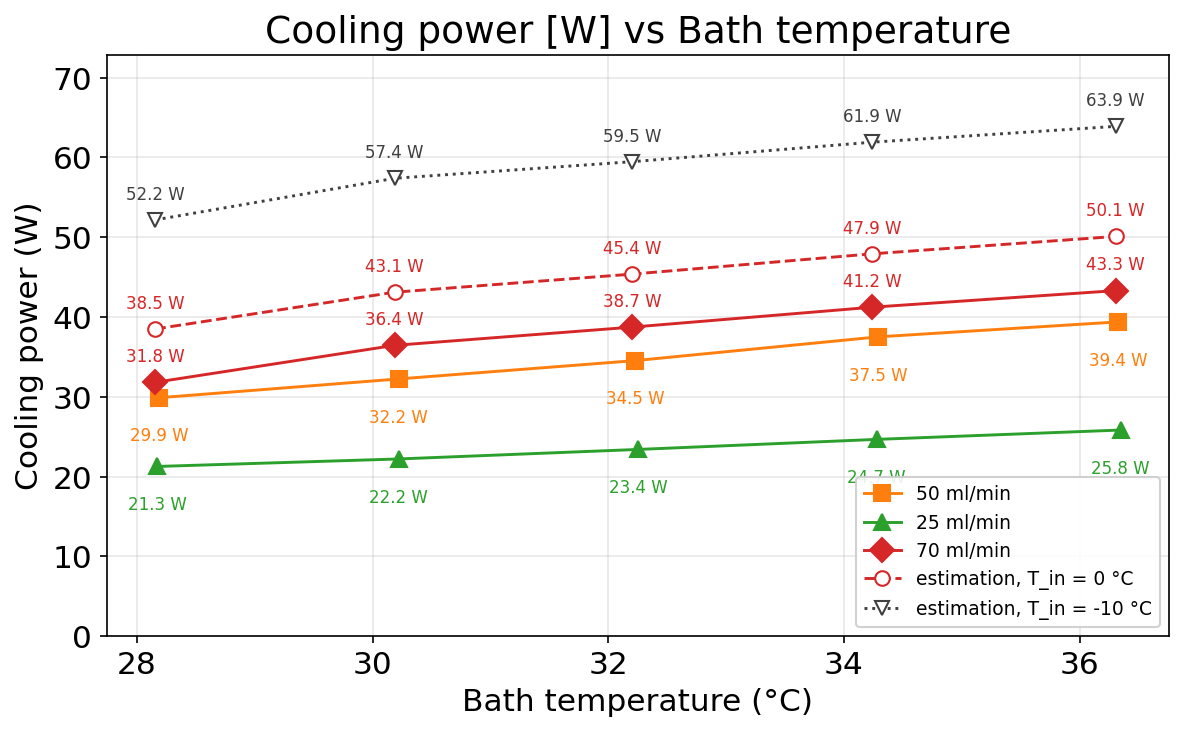 Cooling power [W] vs Bath temperature
Cooling power (W)
70
60
50
40
30
20
10
0
52.2 W
57.4 W
59.5 W
61.9 W
63.9 W
38.5 W
43.1 W
45.4 W
47.9 W
50.1 W
31.8 W
36.4 W
38.7 W
41.2 W
43.3 W
29.9 W
32.2 W
34.5 W
37.5 W
39.4 W
21.3 W
22.2 W
23.4 W
24.7 W
25.8 W
50 ml/min
25 ml/min
70 ml/min
estimation, T_in = 0 °C
estimation, T_in = -10 °C
28
30
32
34
36
Bath temperature (°C)